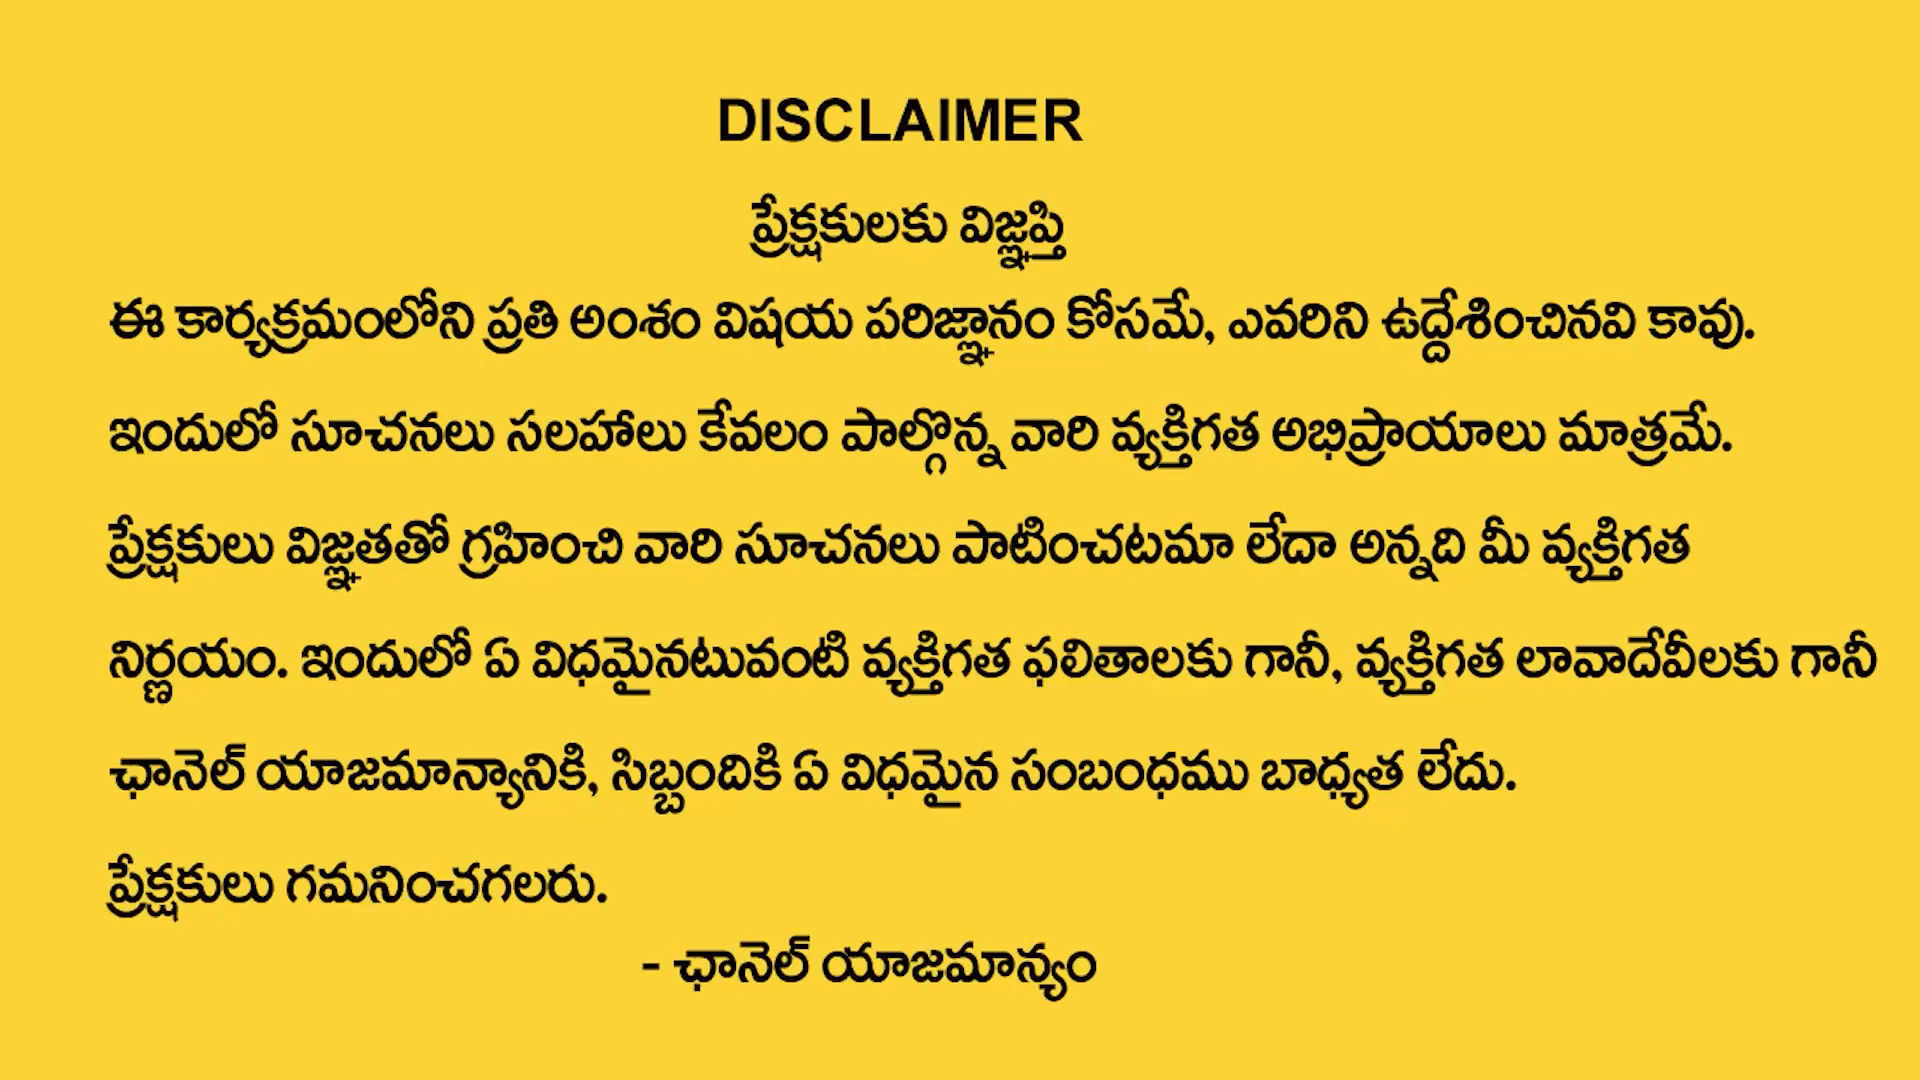 DISCLAIMER
ప్రేక్షకులకు విజ్ఞప్తి
ఈ కార్యక్రమంలోని ప్రతి అంశం విషయ పరిజ్ఞానం కోసమే, ఎవరిని ఉద్దేశించినవి కావు.
ఇందులో సూచనలు సలహాలు కేవలం పాల్గొన్న వారి వ్యక్తిగత అభిప్రాయాలు మాత్రమే.
ప్రేక్షకులు విజ్ఞతతో గ్రహించి వారి సూచనలు పాటించటమా లేదా అన్నది మీ వ్యక్తిగత
నిర్ణయం. ఇందులో ఏ విధమైనటువంటి వ్యక్తిగత ఫలితాలకు గానీ, వ్యక్తిగత లావాదేవీలకు గానీ
ఛానెల్ యాజమాన్యానికి, సిబ్బందికి ఏ విధమైన సంబంధము బాధ్యత లేదు.
ప్రేక్షకులు గమనించగలరు.
- ఛానెల్ యాజమాన్యం